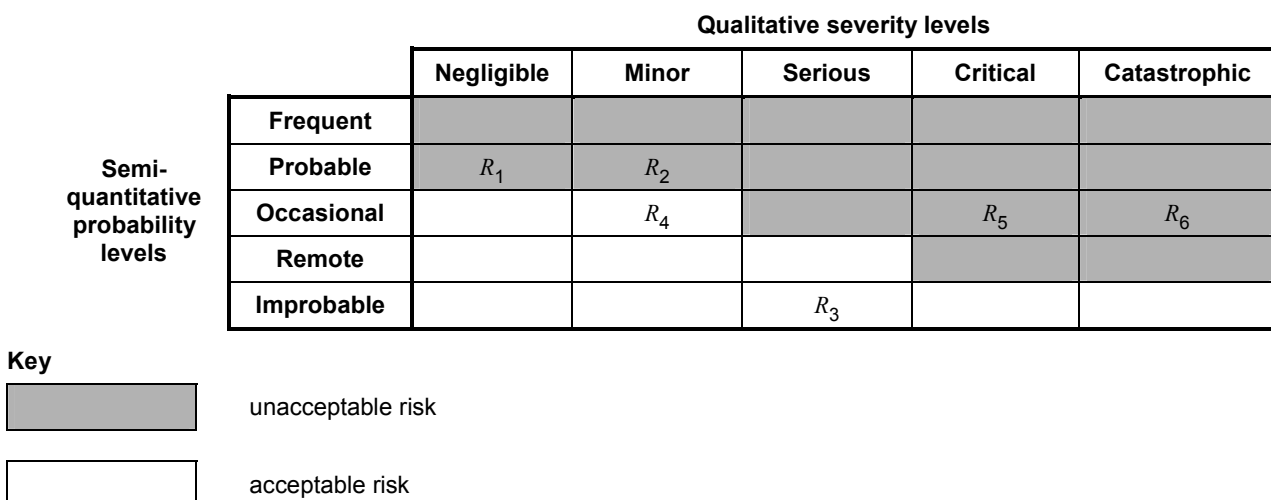 Qualitative severity levels
Negligible Minor Serious Critical Catastrophic
Frequent
Semi-
quantitative
probability
levels
Probable R1 R2
Occasional R4 R5 R6
Remote
Improbable R3
Key
unacceptable risk
acceptable risk